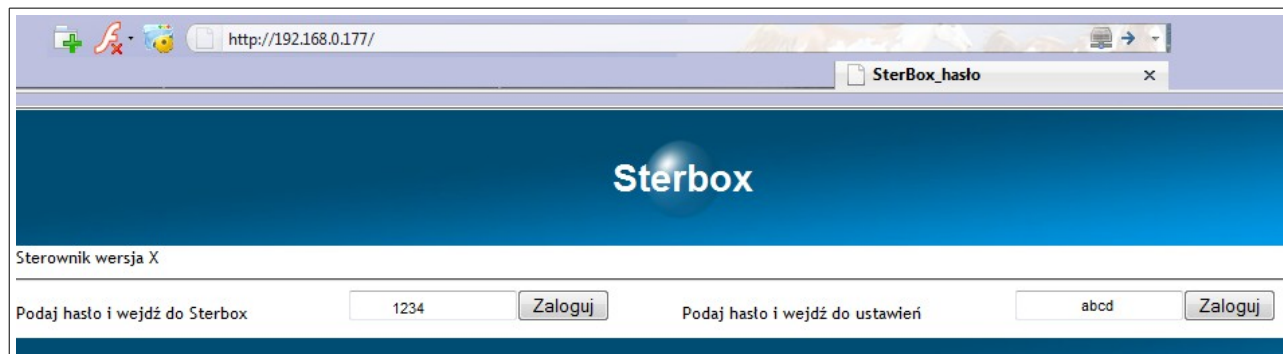 http://192.168.0.177/
SterBox_hasło
Sterbox
Sterownik wersja X
Podaj hasło i wejdź do Sterbox 1234 Zaloguj Podaj hasło i wejdź do ustawień abcd Zaloguj